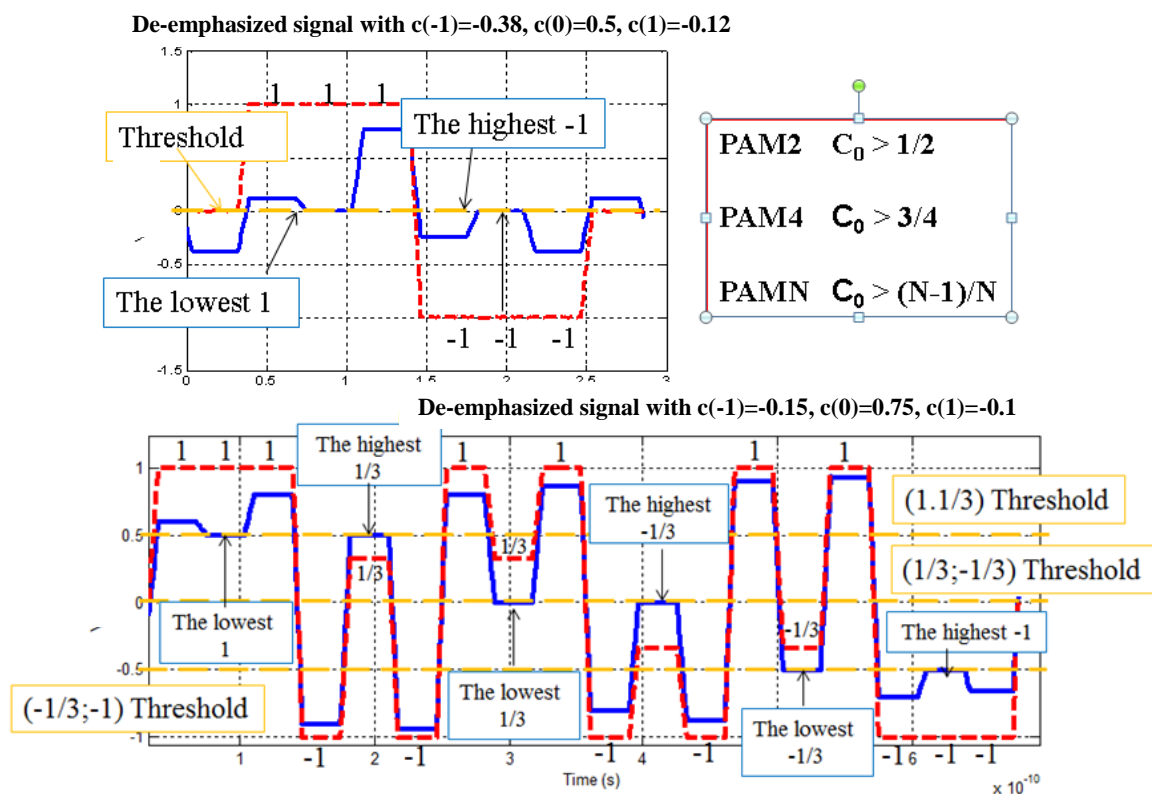 De-emphasized signal with c(-1)=-0.38, c(0)=0.5, c(1)=-0.12
1.5
1
0
-0.5
-1.5
0 0.5 1 1.5 2 2.5 3
1 1 1
Threshold
The highest -1
The lowest 1
-1 -1 -1
PAM2 C₀ > 1/2
PAM4 C₀ > 3/4
PAMN C₀ > (N-1)/N
De-emphasized signal with c(-1)=-0.15, c(0)=0.75, c(1)=-0.1
1
0.5
0
-0.5
-1
1 1 1
The highest
1/3
1
1
1 1
(1.1/3) Threshold
The highest
-1/3
1/3
1/3
(1/3;-1/3) Threshold
The lowest
1
-1/3
The highest -1
(-1/3;-1) Threshold
The lowest
1/3
The lowest
-1/3
-1 -1 -1 -1 -1 -1 -1
1 2 3 4 6
Time (s)
x 10⁻¹⁰